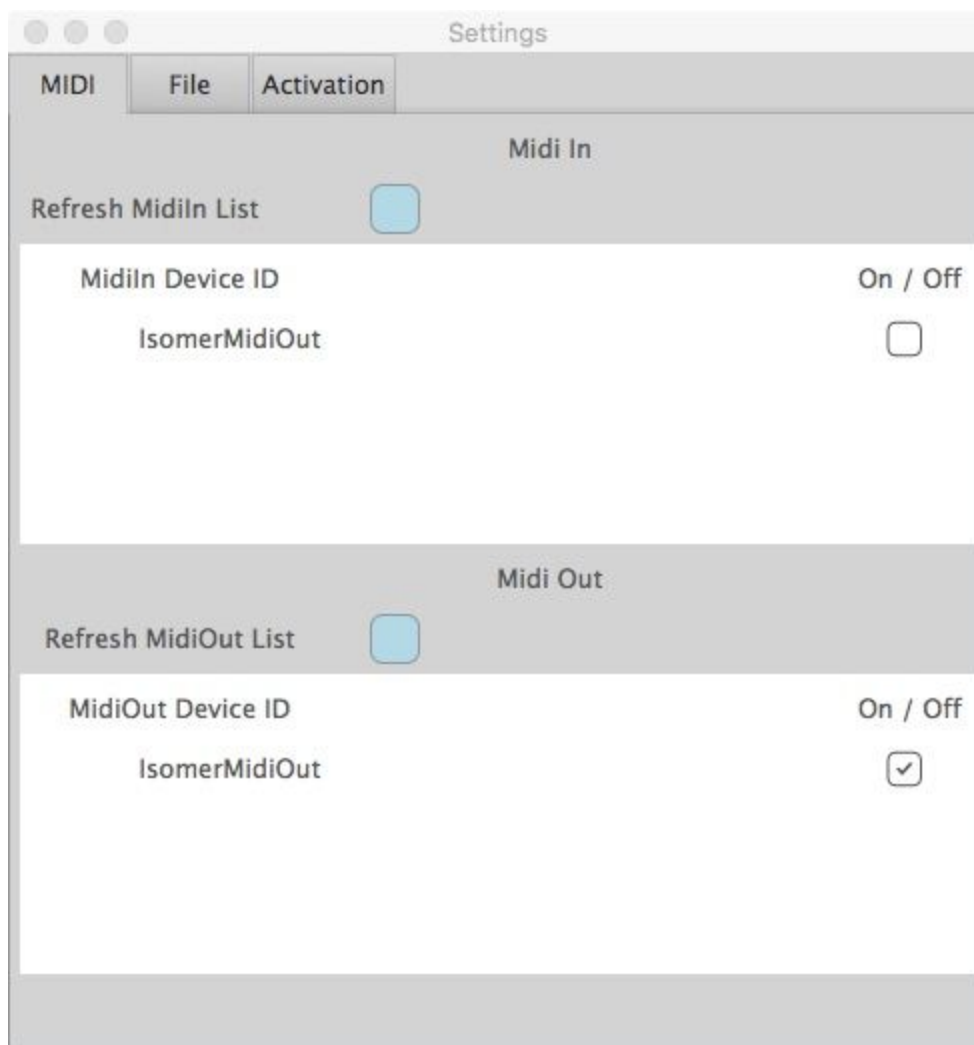 Settings
MIDI File Activation
Midi In
Refresh MidiIn List
MidiIn Device ID On / Off
IsomerMidiOut
Midi Out
Refresh MidiOut List
MidiOut Device ID On / Off
IsomerMidiOut